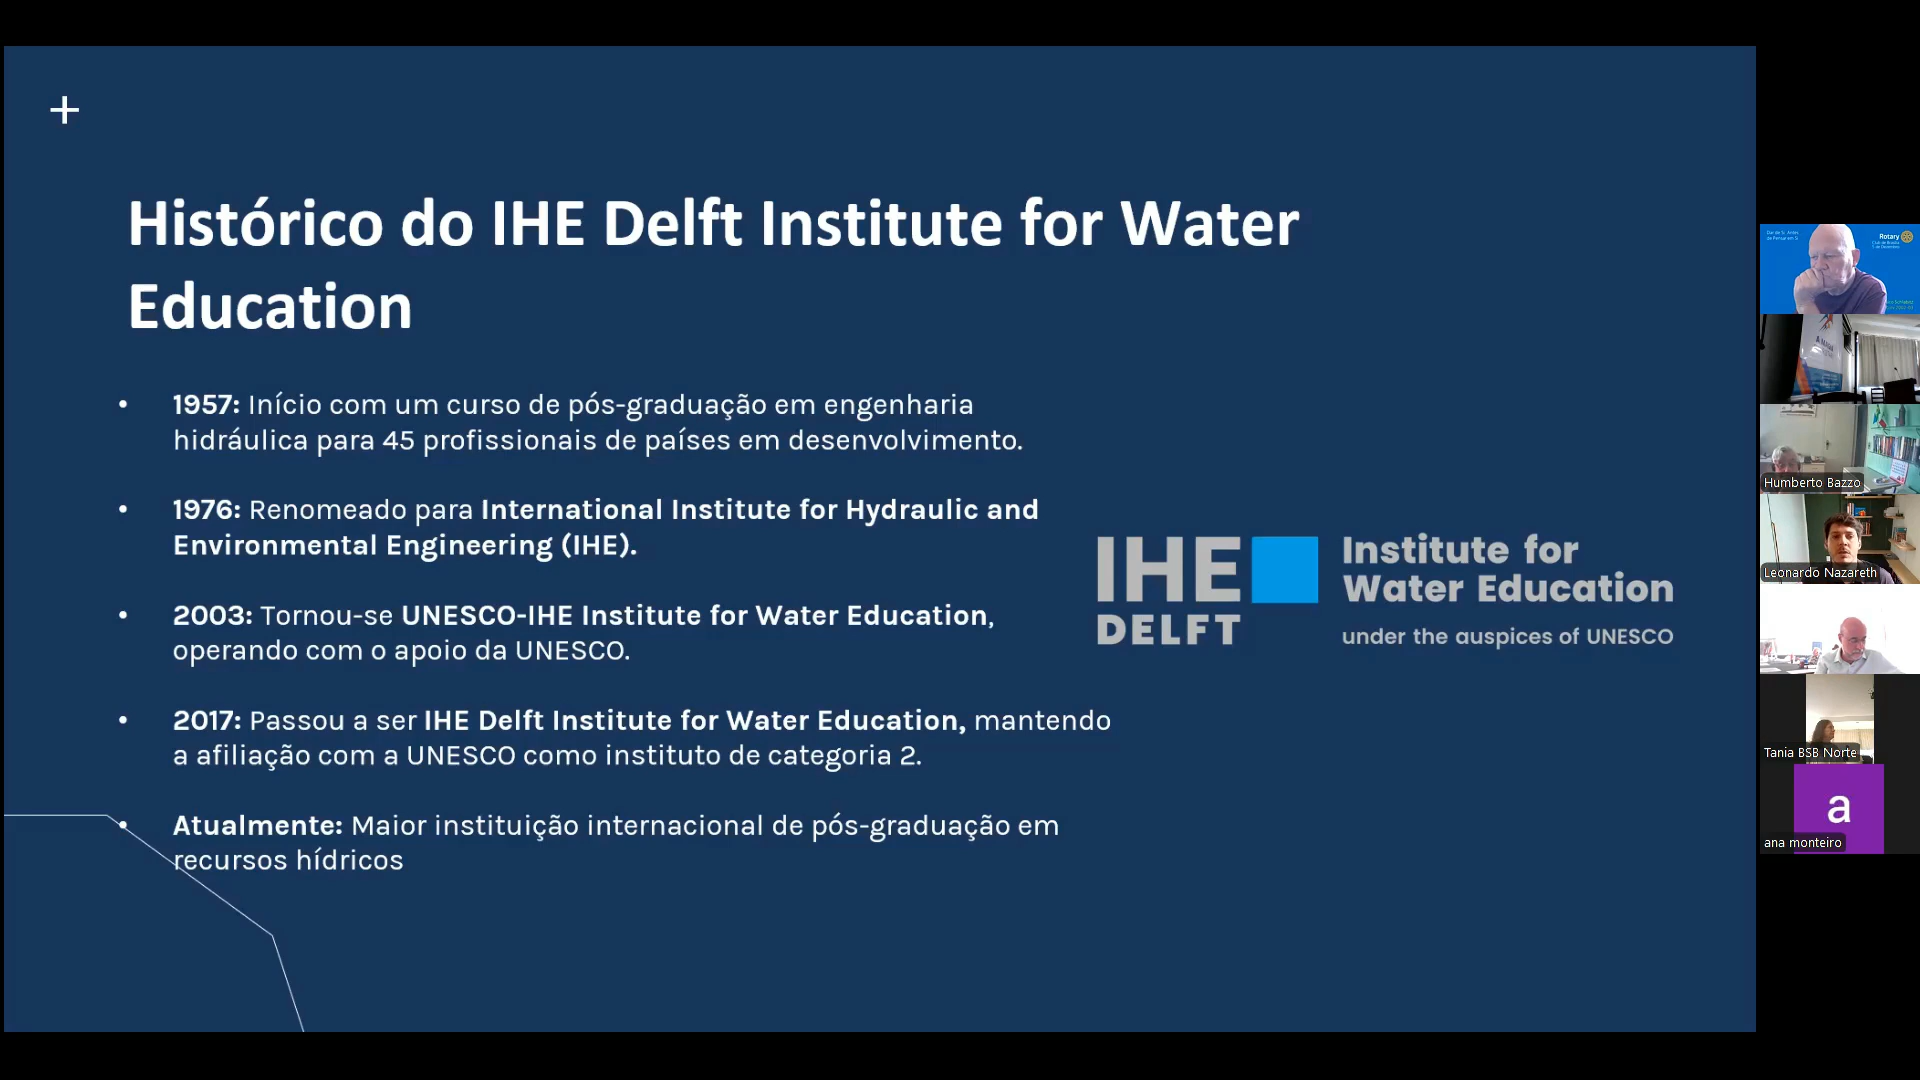 +
Histórico do IHE Delft Institute for Water
Education
• 1957: Início com um curso de pós-graduação em engenharia
hidráulica para 45 profissionais de países em desenvolvimento.
• 1976: Renomeado para International Institute for Hydraulic and
Environmental Engineering (IHE).
• 2003: Tornou-se UNESCO-IHE Institute for Water Education,
operando com o apoio da UNESCO.
• 2017: Passou a ser IHE Delft Institute for Water Education, mantendo
a afiliação com a UNESCO como instituto de categoria 2.
• Atualmente: Maior instituição internacional de pós-graduação em
recursos hídricos
IHE
DELFT
Institute for
Water Education
under the auspices of UNESCO
Rotary
Humberto Bazzo
Leonardo Nazareth
Tania BSB Norte
a
ana monteiro